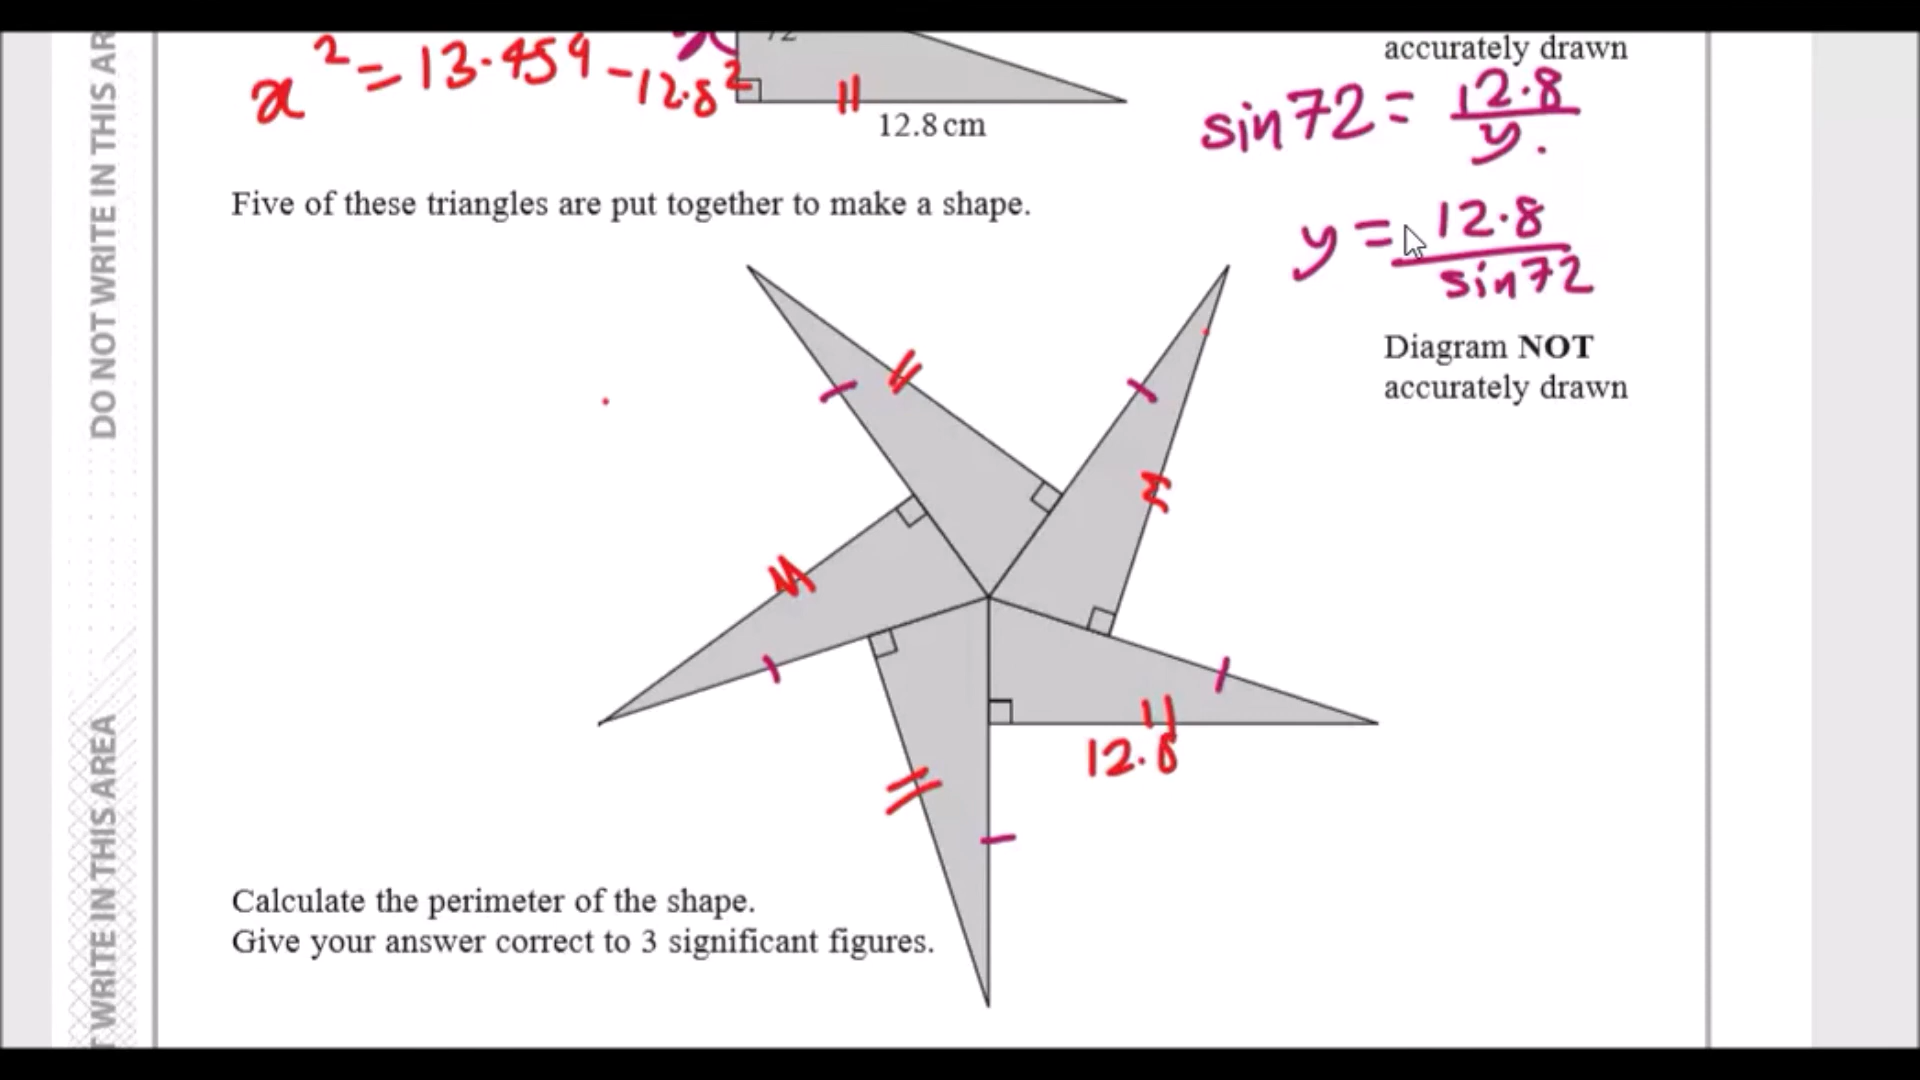 accurately drawn
x² = 13.459 - 12.8²
12.8 cm
sin72 = 12.8
y.
Five of these triangles are put together to make a shape.
y = 12.8
sin72
Diagram NOT
accurately drawn
12.8
Calculate the perimeter of the shape.
Give your answer correct to 3 significant figures.
DO NOT WRITE IN THIS AR
T WRITE IN THIS AREA